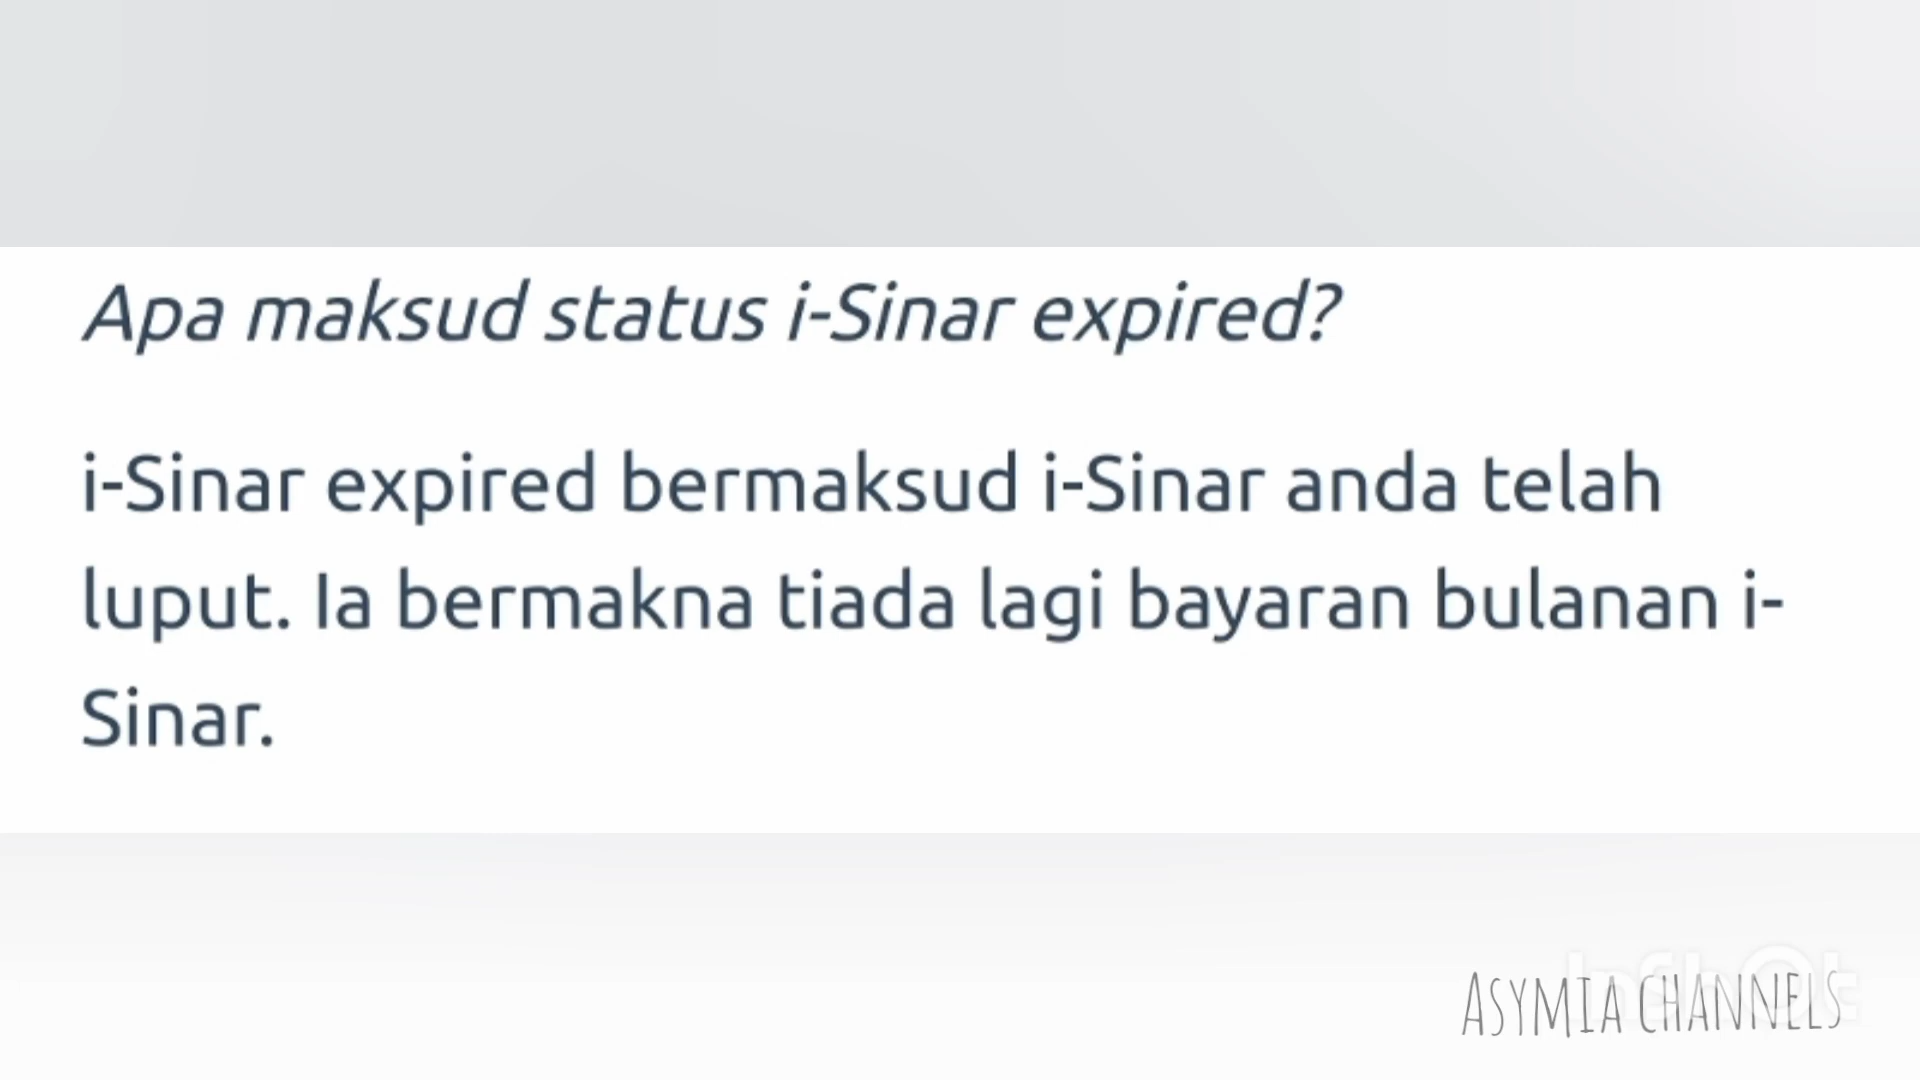 Apa maksud status i-Sinar expired?
i-Sinar expired bermaksud i-Sinar anda telah
luput. Ia bermakna tiada lagi bayaran bulanan i-
Sinar.
InShOt
ASYMIA CHANNELS